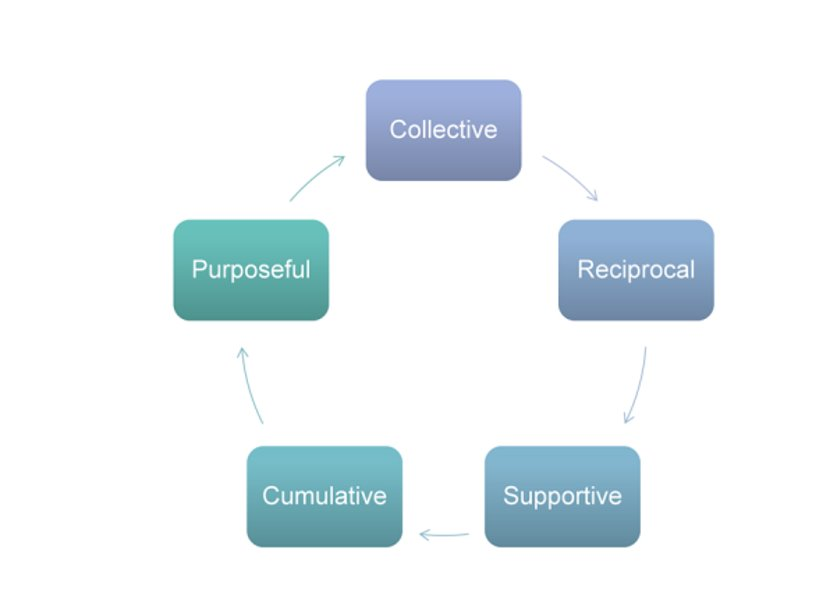 Collective
Reciprocal
Supportive
Cumulative
Purposeful